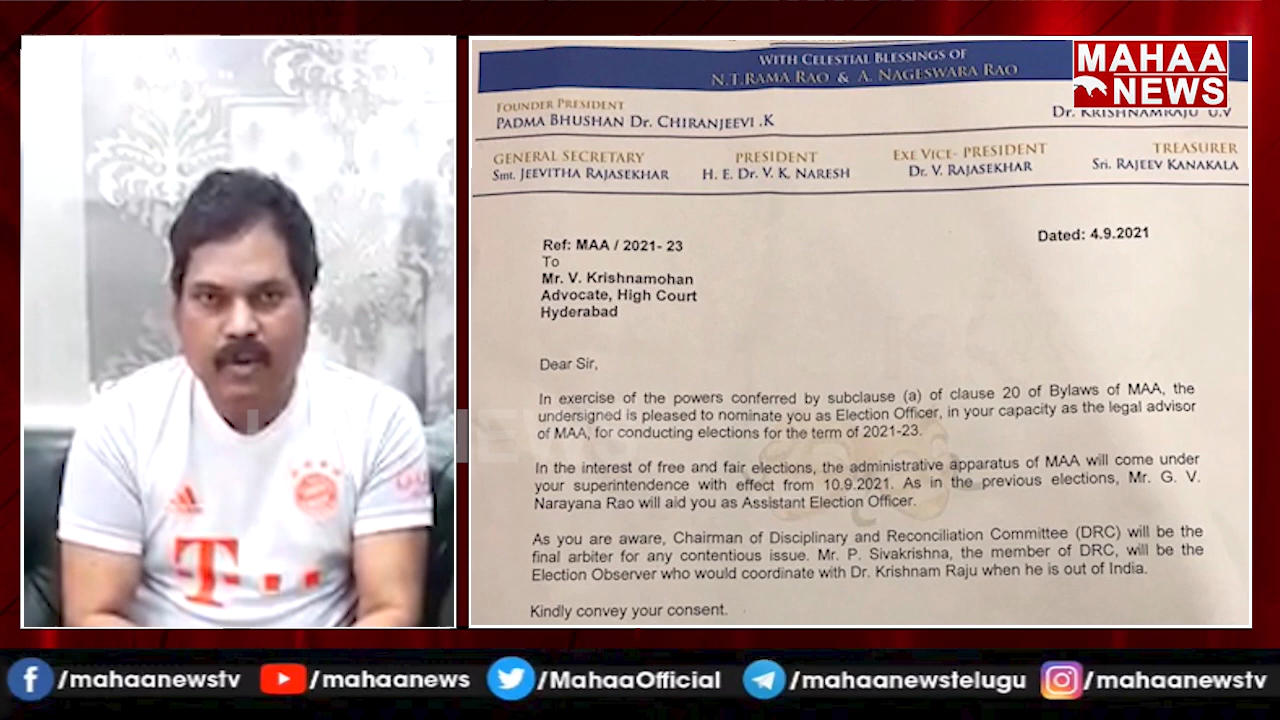 MAHAA
NEWS
WITH CELESTIAL BLESSINGS OF
N.T.RAMA RAO & A. NAGESWARA RAO
FOUNDER PRESIDENT
PADMA BHUSHAN DR. CHIRANJEEVI .K
DR. KRISHNAMRAJU U.V
GENERAL SECRETARY
SMT. JEEVITHA RAJASEKHAR
PRESIDENT
H. E. DR. V. K. NARESH
EXE VICE- PRESIDENT
DR. V. RAJASEKHAR
TREASURER
SRI. RAJEEV KANAKALA
Ref: MAA / 2021- 23
Dated: 4.9.2021
To
Mr. V. Krishnamohan
Advocate, High Court
Hyderabad
Dear Sir,
In exercise of the powers conferred by subclause (a) of clause 20 of Bylaws of MAA, the
undersigned is pleased to nominate you as Election Officer, in your capacity as the legal advisor
of MAA, for conducting elections for the term of 2021-23.
In the interest of free and fair elections, the administrative apparatus of MAA will come under
your superintendence with effect from 10.9.2021. As in the previous elections, Mr. G. V.
Narayana Rao will aid you as Assistant Election Officer.
As you are aware, Chairman of Disciplinary and Reconciliation Committee (DRC) will be the
final arbiter for any contentious issue. Mr. P. Sivakrishna, the member of DRC, will be the
Election Observer who would coordinate with Dr. Krishnam Raju when he is out of India.
Kindly convey your consent.
T
/mahaanewstv
/mahaanews
/MahaaOfficial
/mahaanewstelugu
/mahaanewstv